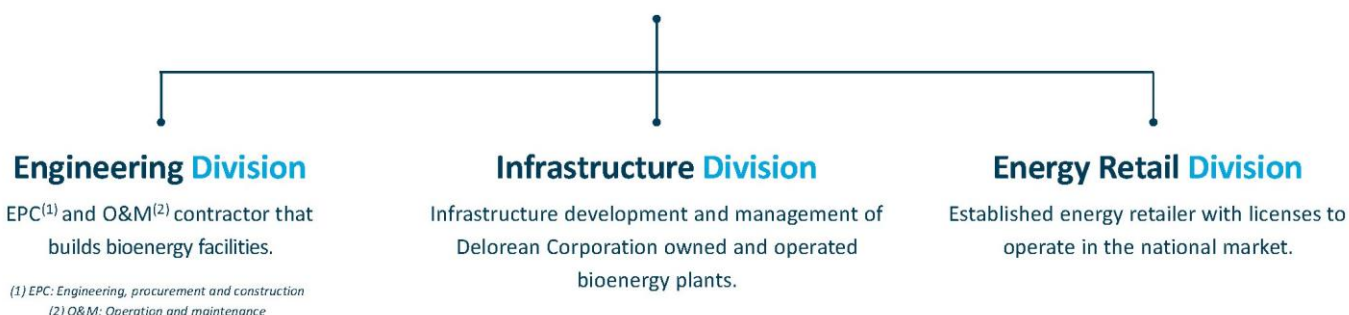 Engineering Division
EPC(1) and O&M(2) contractor that
builds bioenergy facilities.
(1) EPC: Engineering, procurement and construction
(2) O&M: Operation and maintenance
Infrastructure Division
Infrastructure development and management of
Delorean Corporation owned and operated
bioenergy plants.
Energy Retail Division
Established energy retailer with licenses to
operate in the national market.